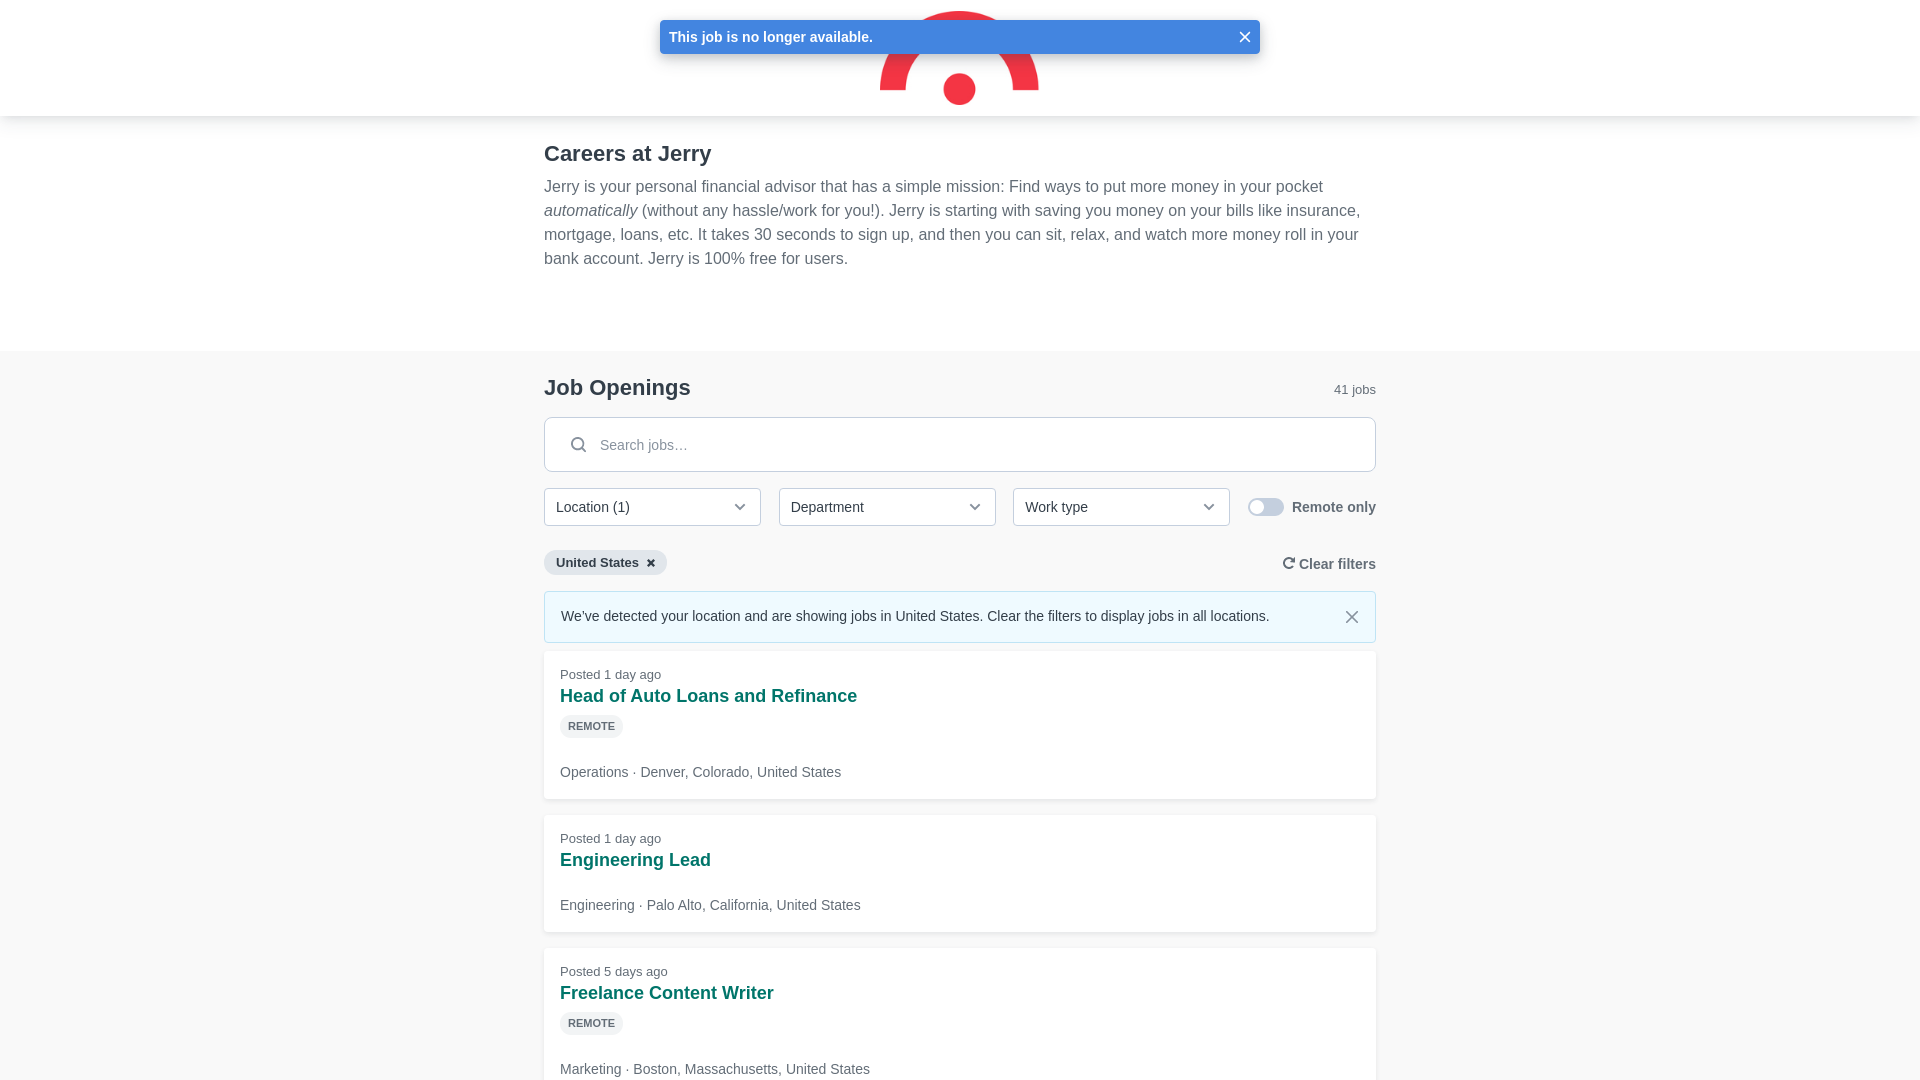 This job is no longer available.
Careers at Jerry
Jerry is your personal financial advisor that has a simple mission: Find ways to put more money in your pocket
automatically (without any hassle/work for you!). Jerry is starting with saving you money on your bills like insurance,
mortgage, loans, etc. It takes 30 seconds to sign up, and then you can sit, relax, and watch more money roll in your
bank account. Jerry is 100% free for users.
Job Openings
41 jobs
Search jobs…
Location (1)
Department
Work type
Remote only
United States
Clear filters
We’ve detected your location and are showing jobs in United States. Clear the filters to display jobs in all locations.
Posted 1 day ago
Head of Auto Loans and Refinance
REMOTE
Operations · Denver, Colorado, United States
Posted 1 day ago
Engineering Lead
Engineering · Palo Alto, California, United States
Posted 5 days ago
Freelance Content Writer
REMOTE
Marketing · Boston, Massachusetts, United States